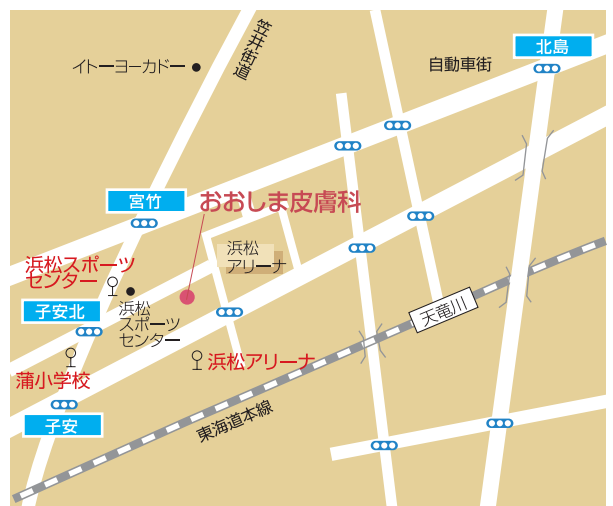 笠井街道
イトーヨーカドー
自動車街
北島
宮竹
おおしま皮膚科
浜松
アリーナ
浜松スポーツ
センター
子安北
浜松
スポーツ
センター
天竜川
浜松アリーナ
蒲小学校
子安
東海道本線